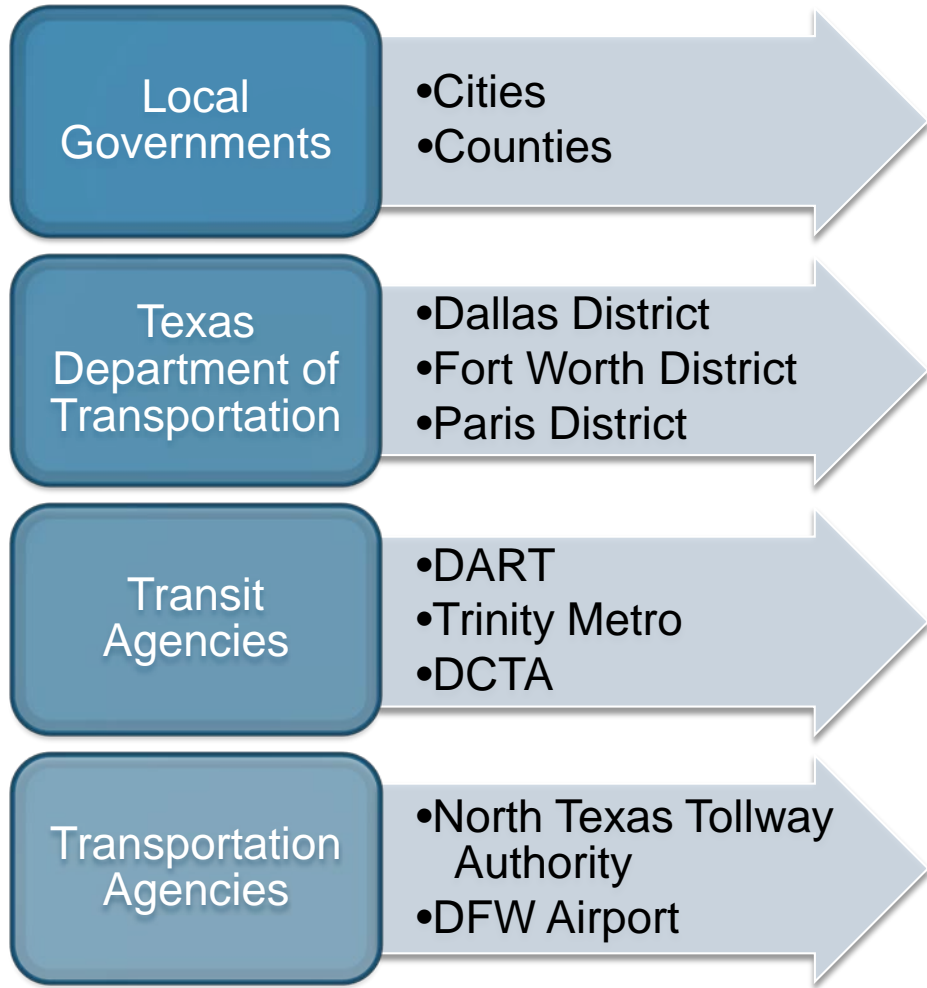 Local
Governments
•Cities
•Counties
Texas
Department of
Transportation
•Dallas District
•Fort Worth District
•Paris District
Transit
Agencies
•DART
•Trinity Metro
•DCTA
Transportation
Agencies
•North Texas Tollway
Authority
•DFW Airport